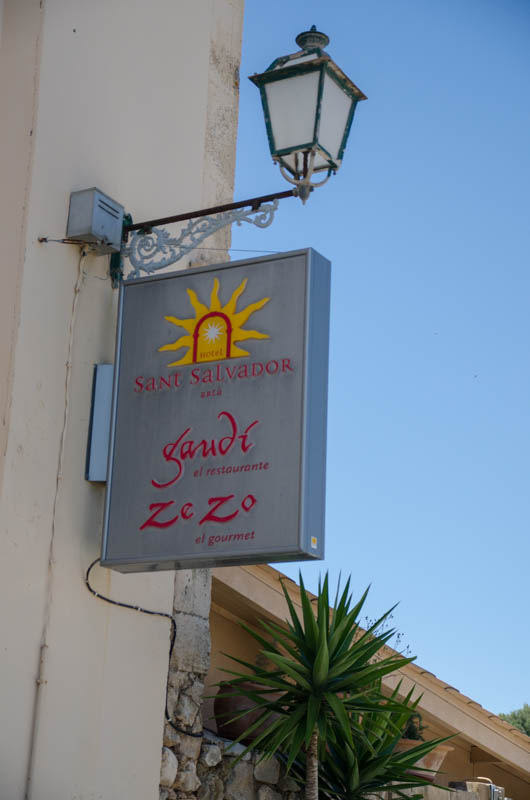 HOTEL
SANT SALVADOR
artà
gaudí
el restaurante
ZeZo
el gourmet